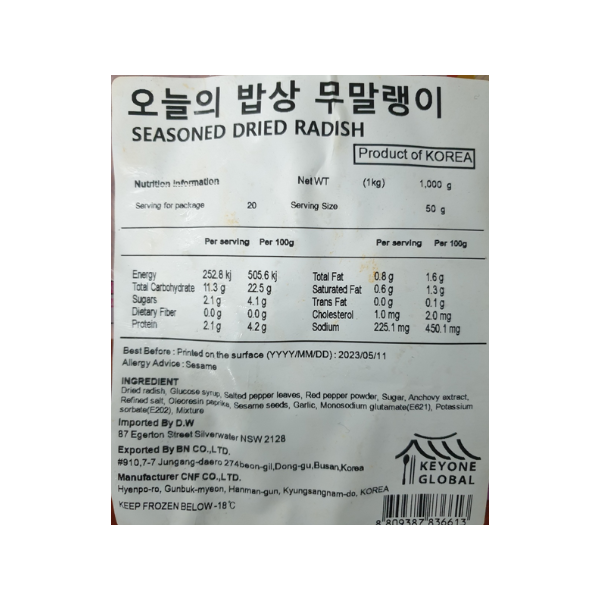 오늘의 밥상 무말랭이
SEASONED DRIED RADISH
Product of KOREA
Nutrition Information Net WT (1kg) 1,000 g
Serving for package 20 Serving Size 50 g
Per serving Per 100g Per serving Per 100g
Energy 252.8 kj 505.6 kj Total Fat 0.8 g 1.6 g
Total Carbohydrate 11.3 g 22.5 g Saturated Fat 0.6 g 1.3 g
Sugars 2.1 g 4.1 g Trans Fat 0.0 g 0.1 g
Dietary Fiber 0.0 g 0.0 g Cholesterol 1.0 mg 2.0 mg
Protein 2.1 g 4.2 g Sodium 225.1 mg 450.1 mg
Best Before : Printed on the surface (YYYY/MM/DD) : 2023/05/11
Allergy Advice : Sesame
INGREDIENT
Dried radish, Glucose syrup, Salted pepper leaves, Red pepper powder, Sugar, Anchovy extract,
Refined salt, Oleoresin paprika, Sesame seeds, Garlic, Monosodium glutamate(E621), Potassium
sorbate(E202), Mixture
Imported By D.W
87 Egerton Street Silverwater NSW 2128
Exported By BN CO.,LTD.
#910,7-7 Jungang-daero 274beon-gil,Dong-gu,Busan,Korea
Manufacturer CNF CO.,LTD.
Hyenpo-ro, Gunbuk-myeon, Hanman-gun, Kyungsangnam-do, KOREA
KEEP FROZEN BELOW -18℃
KEYONE
GLOBAL
8 809387 836613